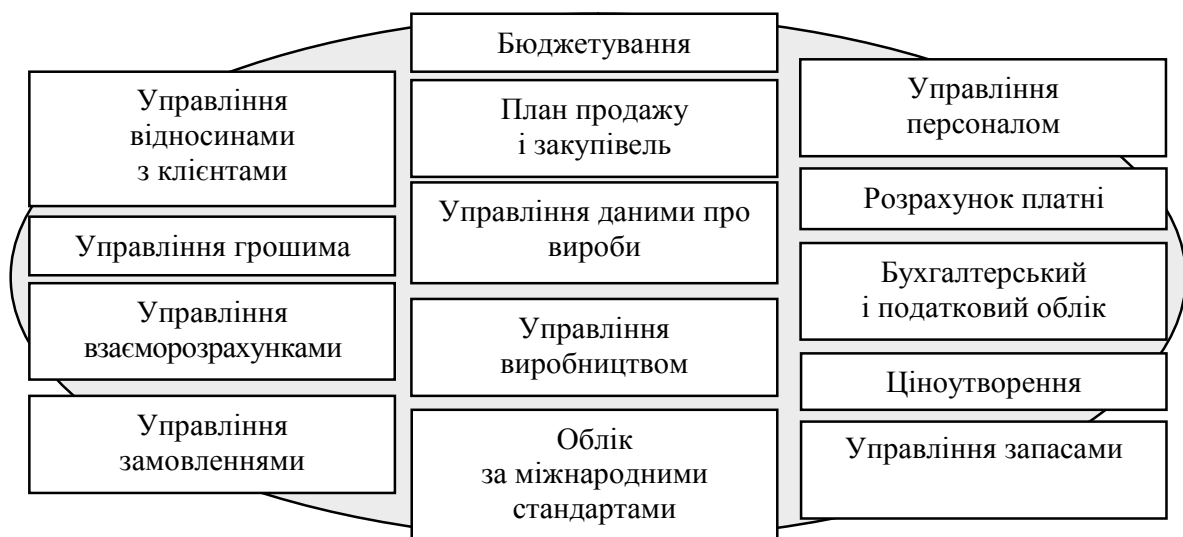 Бюджетування
Управління
відносинами
з клієнтами
План продажу
і закупівель
Управління
персоналом
Управління грошима
Управління даними про
вироби
Розрахунок платні
Управління
взаєморозрахунками
Управління
виробництвом
Бухгалтерський
і податковий облік
Ціноутворення
Управління
замовленнями
Облік
за міжнародними
стандартами
Управління запасами